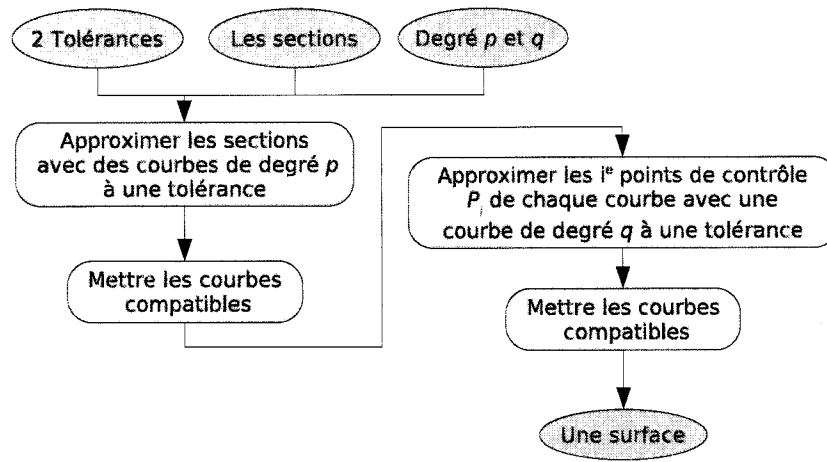 2 Tolérances
Les sections
Degré p et q
Approximer les sections
avec des courbes de degré p
à une tolérance
Mettre les courbes
compatibles
Approximer les iᵉ points de contrôle
Pᵢ de chaque courbe avec une
courbe de degré q à une tolérance
Mettre les courbes
compatibles
Une surface